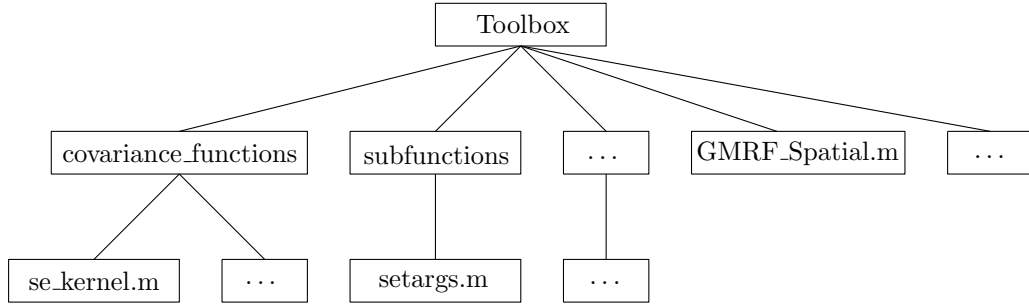 Toolbox
covariance_functions subfunctions ... GMRF_Spatial.m ...
se_kernel.m ... setargs.m ...